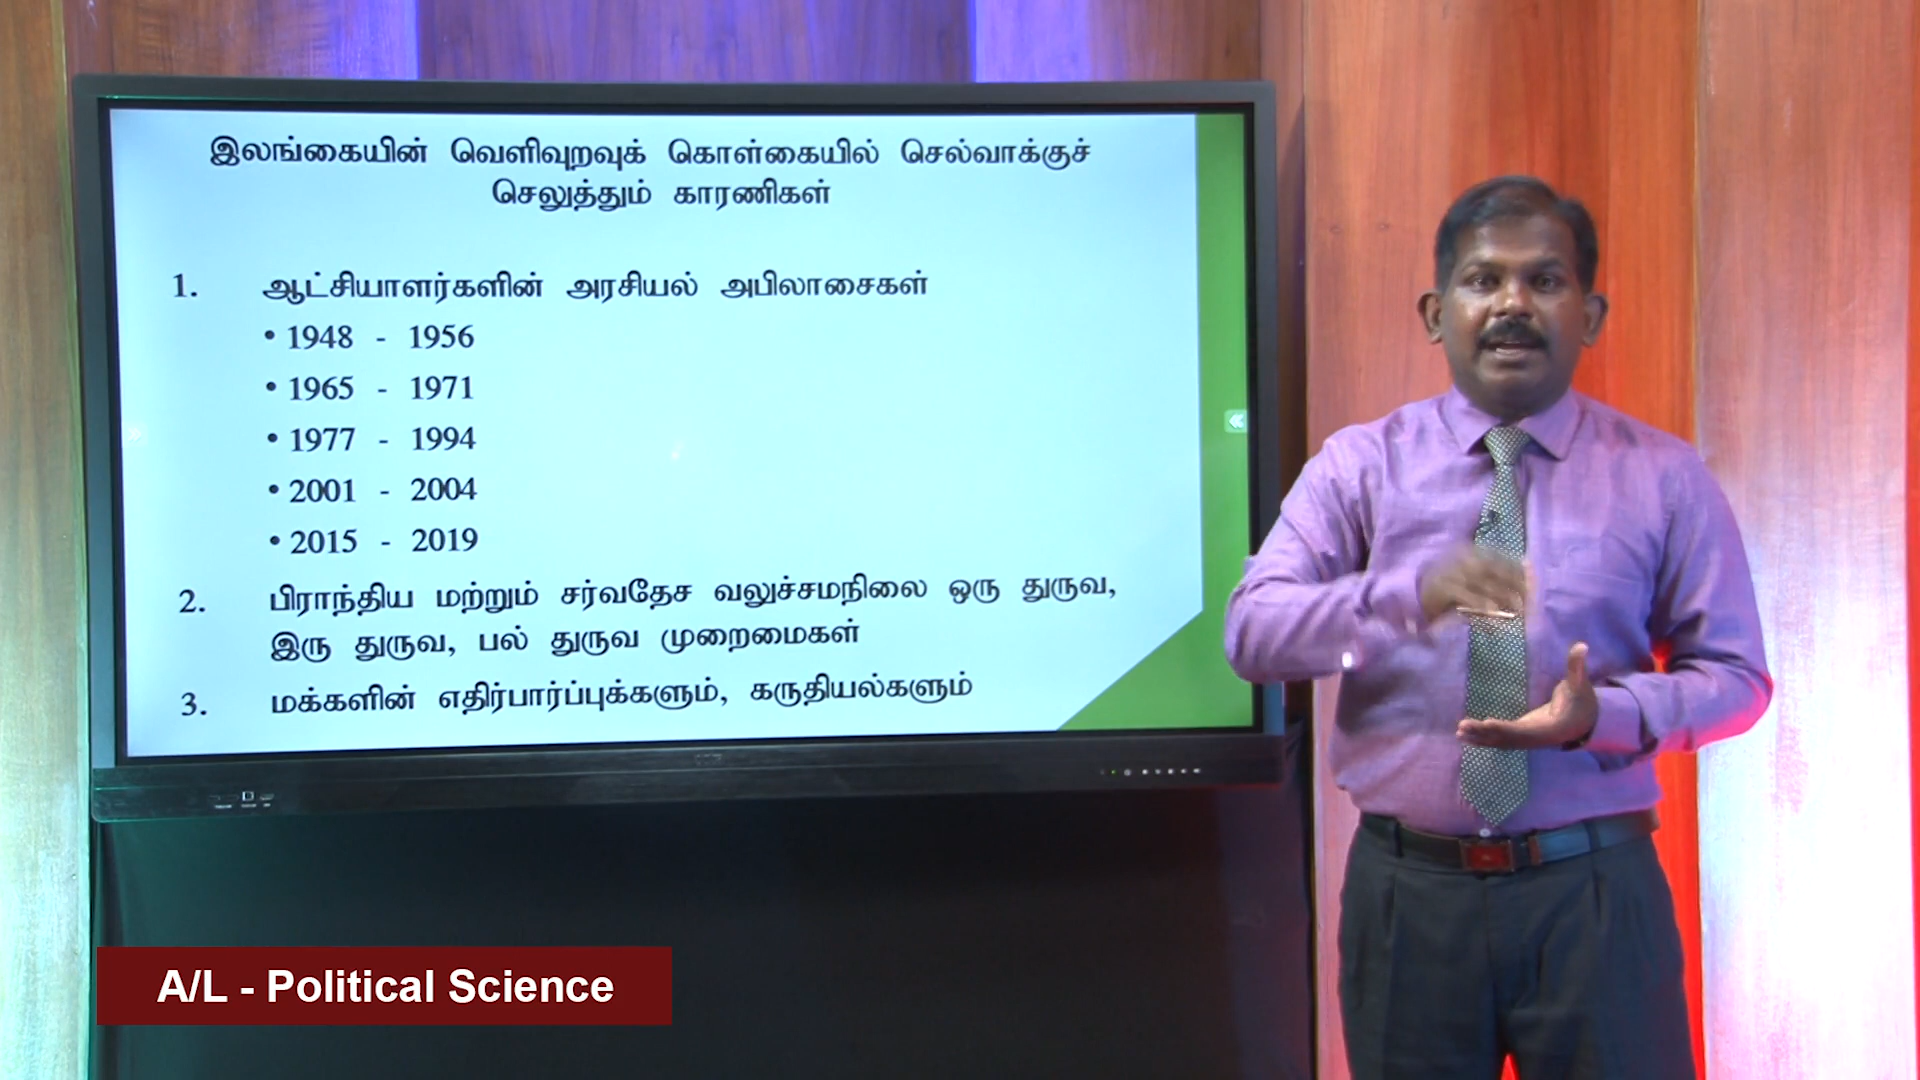 இலங்கையின் வெளிவுறவுக் கொள்கையில் செல்வாக்குச்
செலுத்தும் காரணிகள்
1. ஆட்சியாளர்களின் அரசியல் அபிலாசைகள்
• 1948 - 1956
• 1965 - 1971
• 1977 - 1994
• 2001 - 2004
• 2015 - 2019
2. பிராந்திய மற்றும் சர்வதேச வலுச்சமநிலை ஒரு துருவ,
இரு துருவ, பல் துருவ முறைமைகள்
3. மக்களின் எதிர்பார்ப்புக்களும், கருதியல்களும்
A/L - Political Science